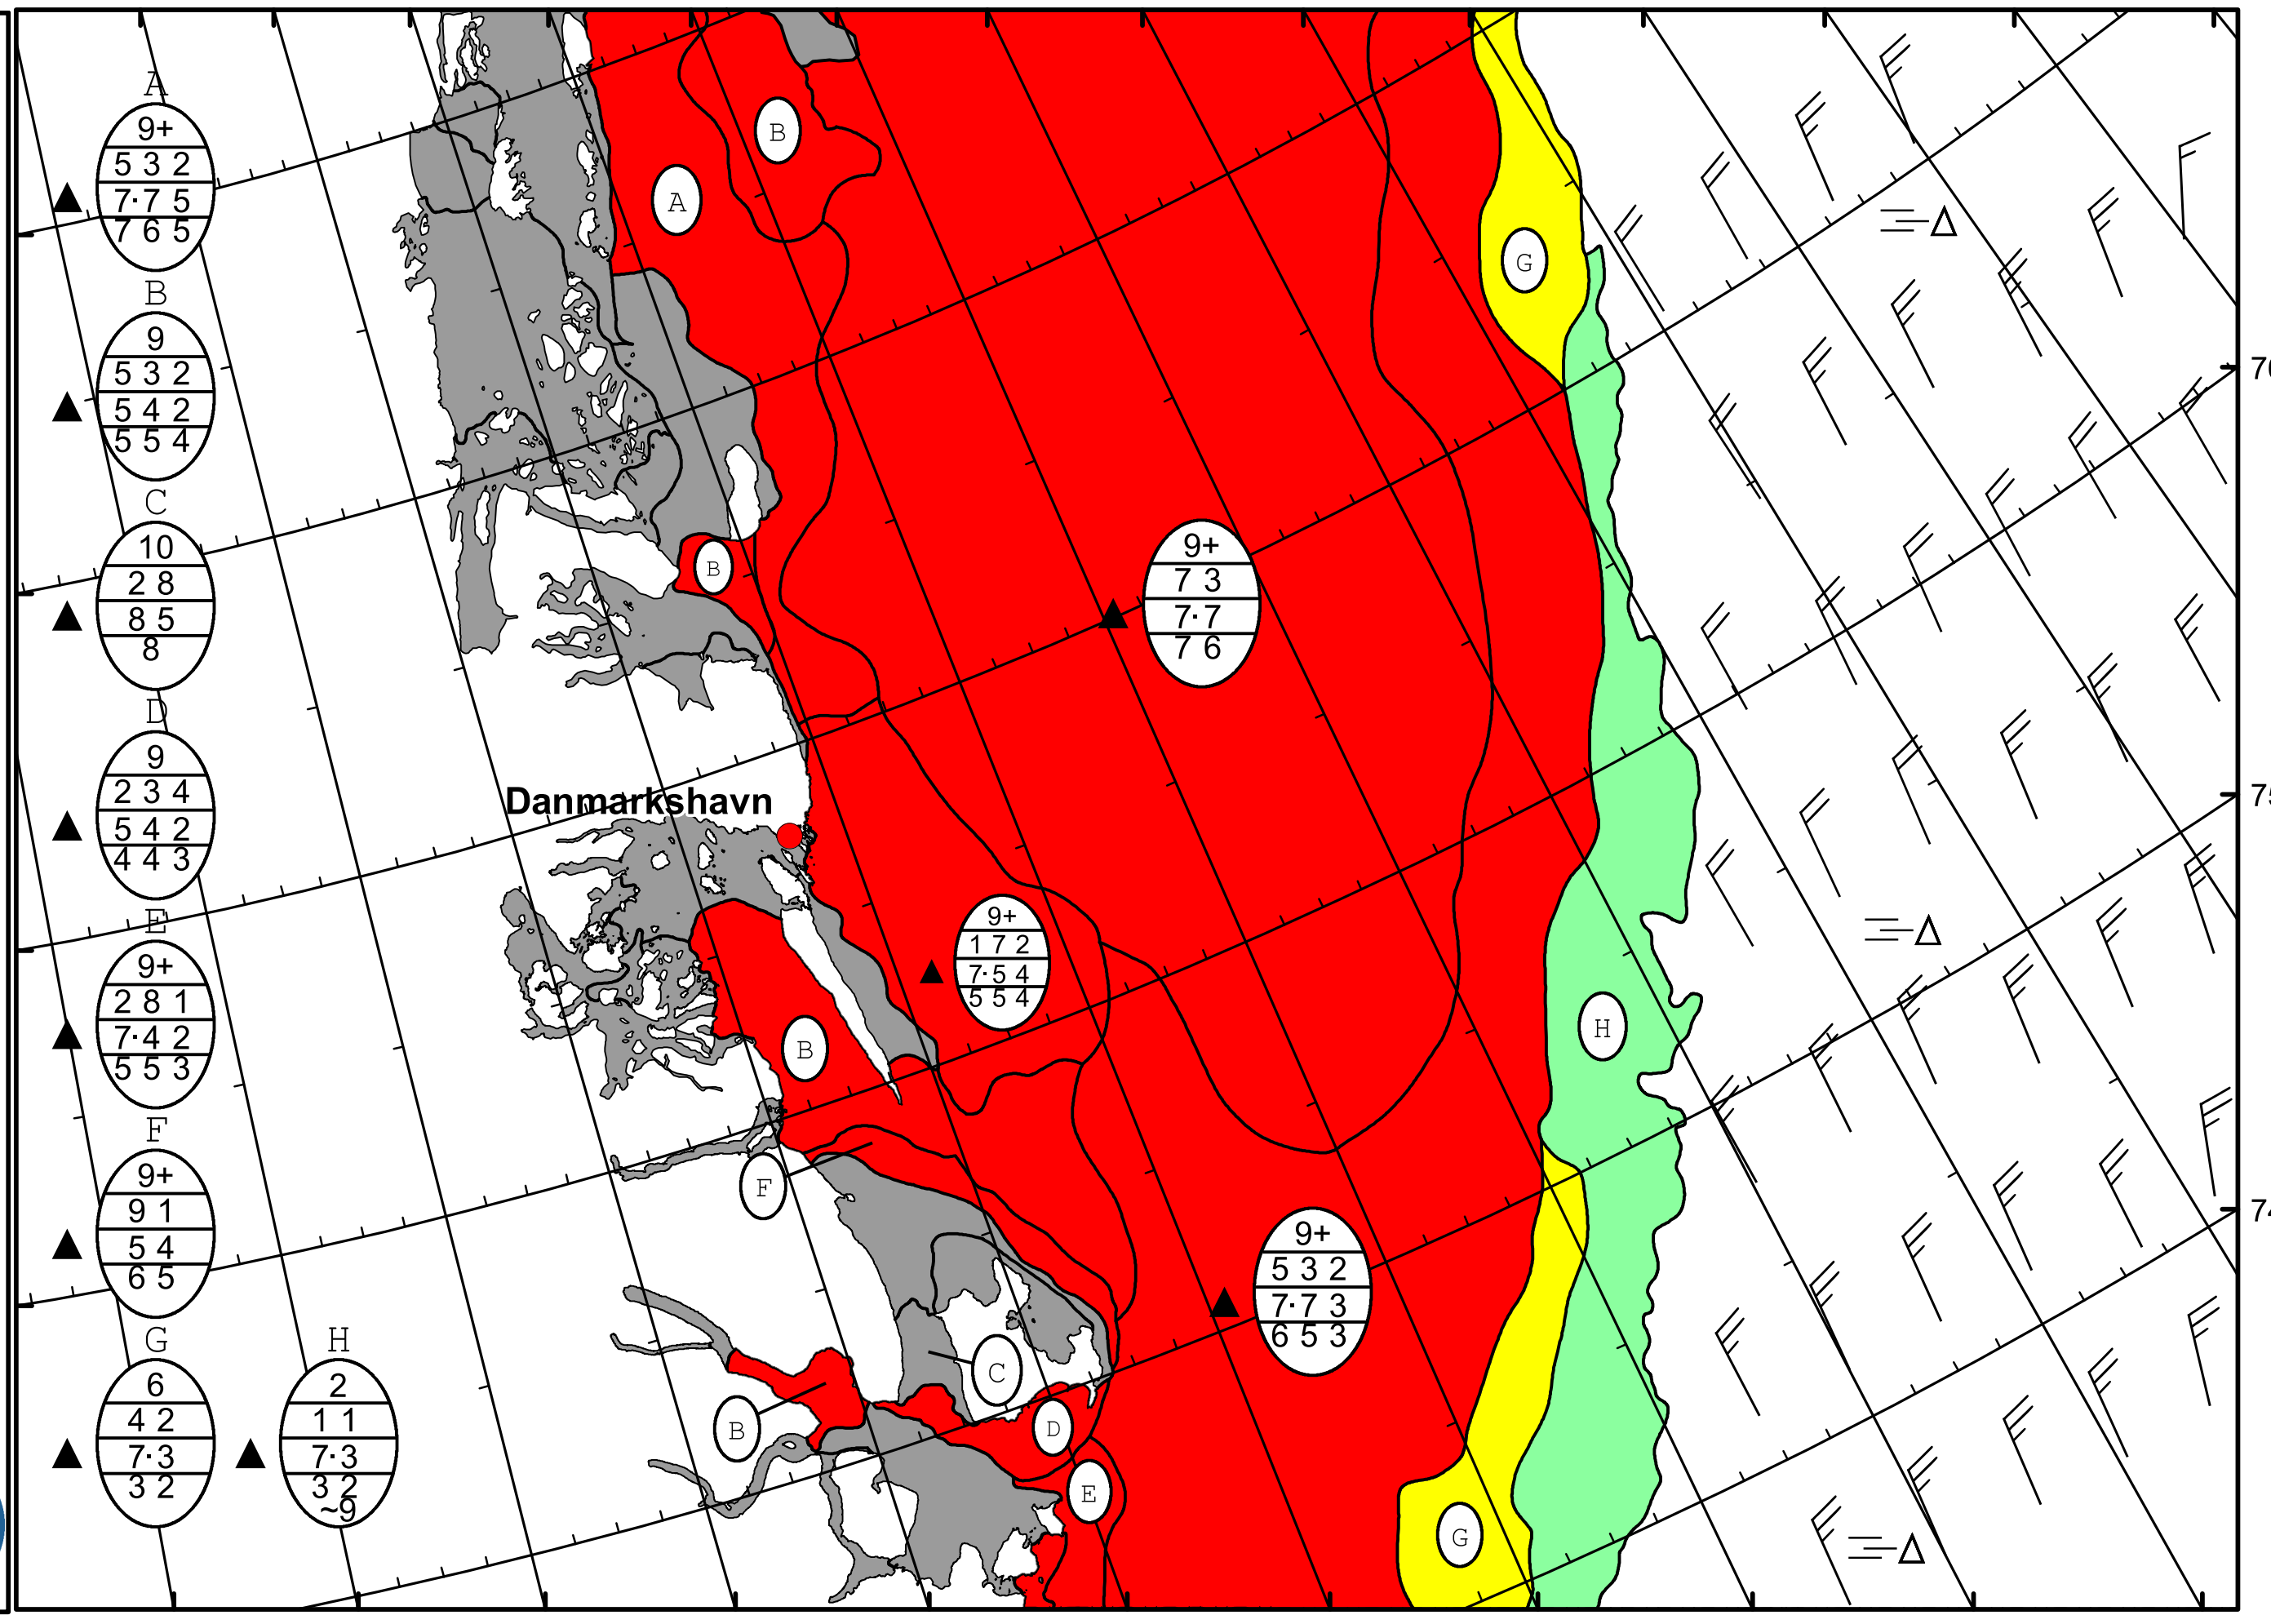 A
9+
5 3 2
7· 7 5
7 6 5
B
9
5 3 2
5 4 2
5 5 4
C
10
2 8
8 5
8
D
9
2 3 4
5 4 2
4 4 3
E
9+
2 8 1
7· 4 2
5 5 3
F
9+
9 1
5 4
6 5
G
6
4 2
7· 3
3 2
H
2
1 1
7· 3
3 2
~9
B
A
G
B
9+
7 3
7· 7
7 6
Danmarkshavn
9+
1 7 2
7· 5 4
5 5 4
B
H
F
9+
5 3 2
7· 7 3
6 5 3
C
B
D
E
G